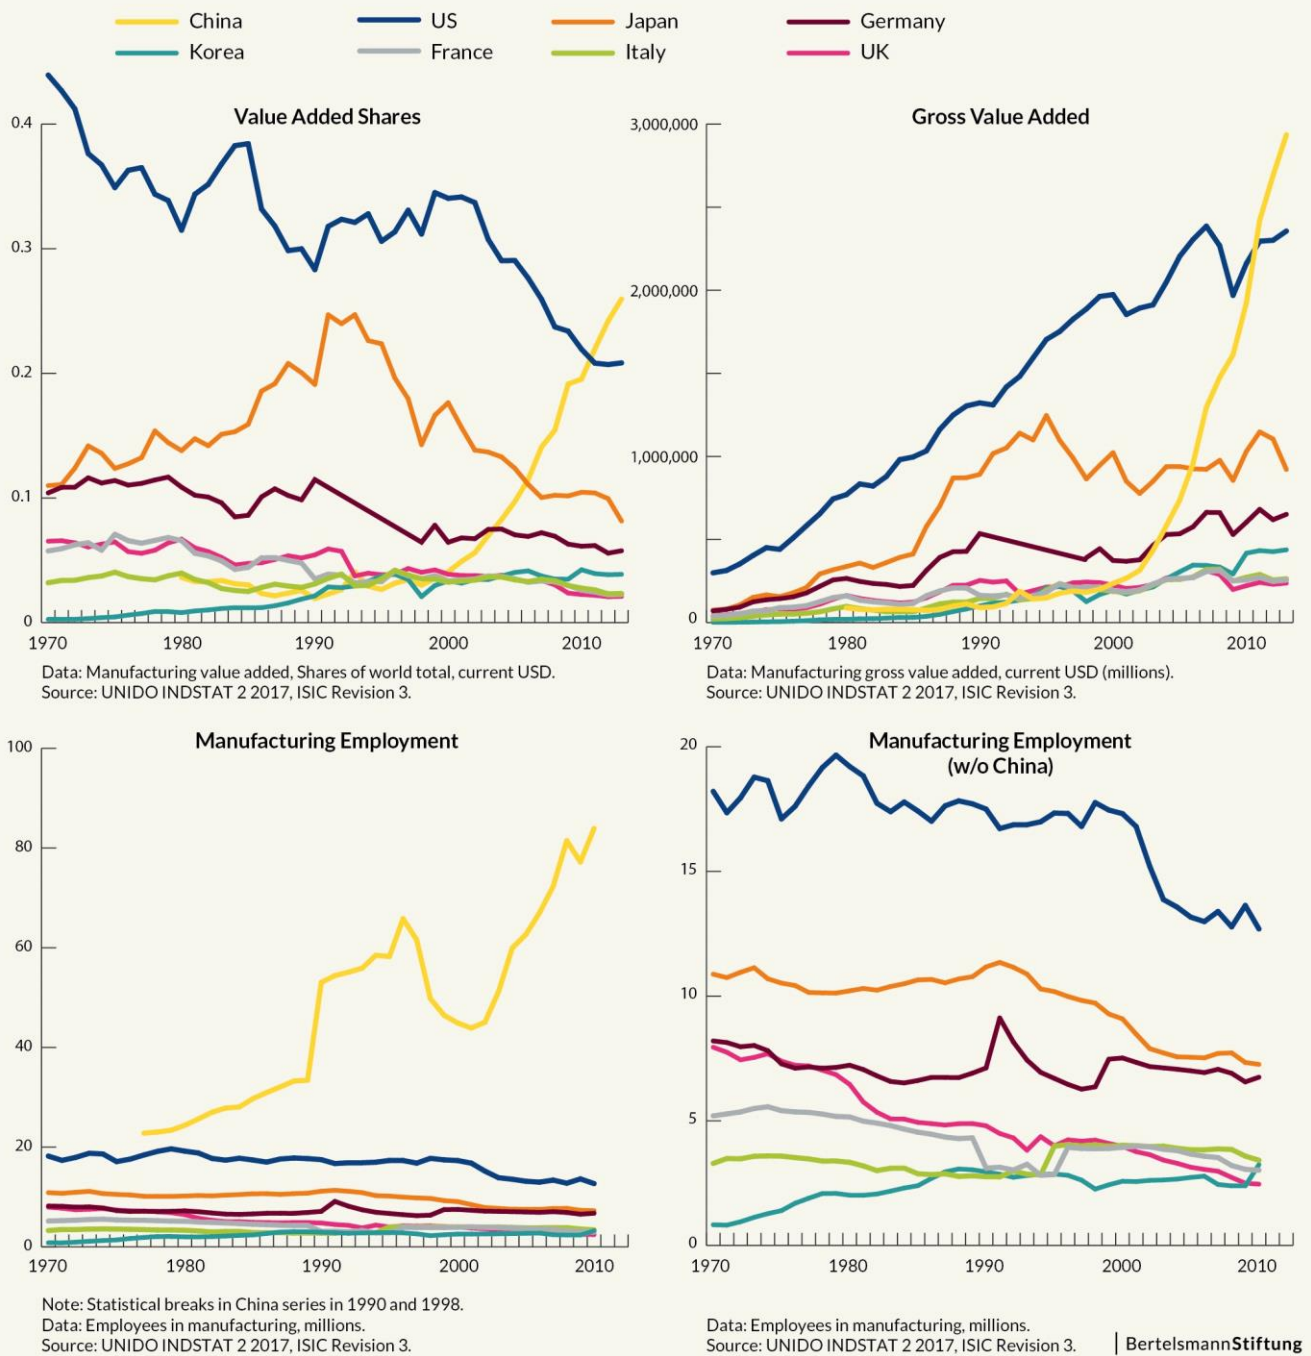 China US Japan Germany
Korea France Italy UK
Value Added Shares
0.4
0.3
0.2
0.1
0
1970 1980 1990 2000 2010
Data: Manufacturing value added, Shares of world total, current USD.
Source: UNIDO INDSTAT 2 2017, ISIC Revision 3.
Gross Value Added
3,000,000
2,000,000
1,000,000
0
1970 1980 1990 2000 2010
Data: Manufacturing gross value added, current USD (millions).
Source: UNIDO INDSTAT 2 2017, ISIC Revision 3.
Manufacturing Employment
100
80
60
40
20
0
1970 1980 1990 2000 2010
Note: Statistical breaks in China series in 1990 and 1998.
Data: Employees in manufacturing, millions.
Source: UNIDO INDSTAT 2 2017, ISIC Revision 3.
Manufacturing Employment
(w/o China)
20
15
10
5
0
1970 1980 1990 2000 2010
Data: Employees in manufacturing, millions.
Source: UNIDO INDSTAT 2 2017, ISIC Revision 3.
BertelsmannStiftung